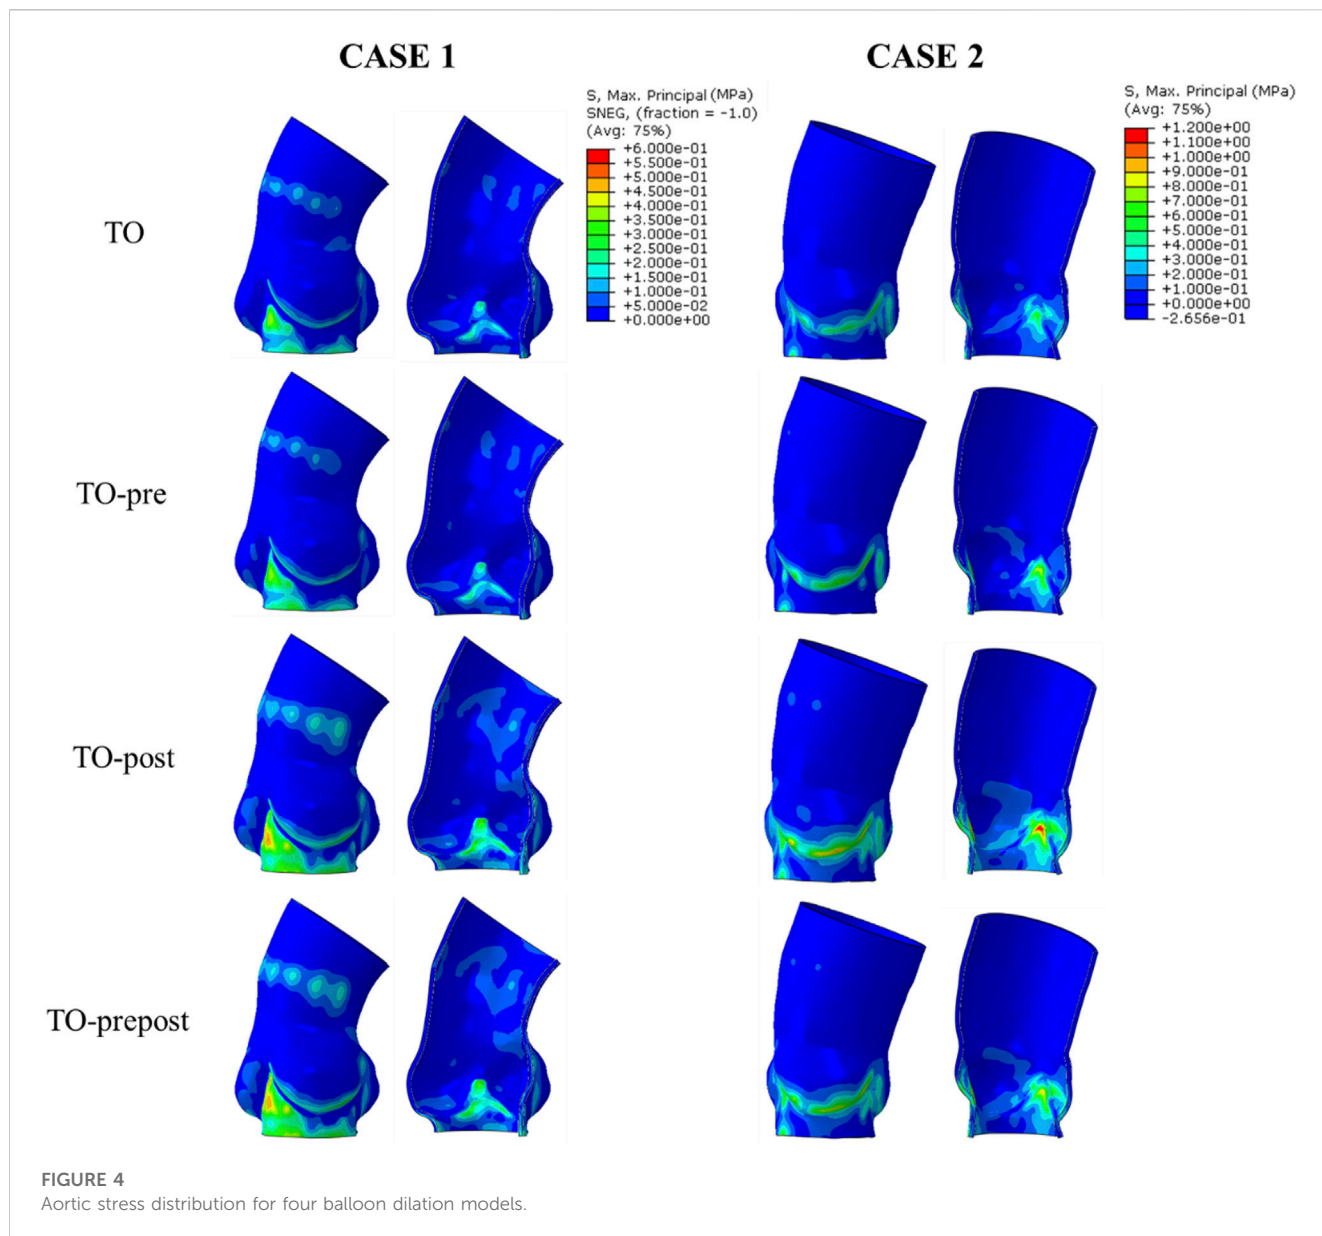 CASE 1
CASE 2
S, Max. Principal (MPa)
SNEG, (fraction = -1.0)
(Avg: 75%)
+6.000e-01
+5.500e-01
+5.000e-01
+4.500e-01
+4.000e-01
+3.500e-01
+3.000e-01
+2.500e-01
+2.000e-01
+1.500e-01
+1.000e-01
+5.000e-02
+0.000e+00
S, Max. Principal (MPa)
(Avg: 75%)
+1.200e+00
+1.100e+00
+1.000e+00
+9.000e-01
+8.000e-01
+7.000e-01
+6.000e-01
+5.000e-01
+4.000e-01
+3.000e-01
+2.000e-01
+1.000e-01
+0.000e+00
-2.656e-01
TO
TO-pre
TO-post
TO-prepost
FIGURE 4
Aortic stress distribution for four balloon dilation models.